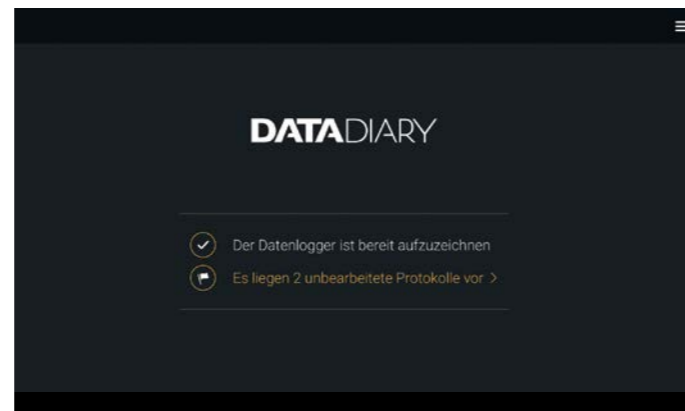 DATADIARY
Der Datenlogger ist bereit aufzuzeichnen
Es liegen 2 unbearbeitete Protokolle vor >